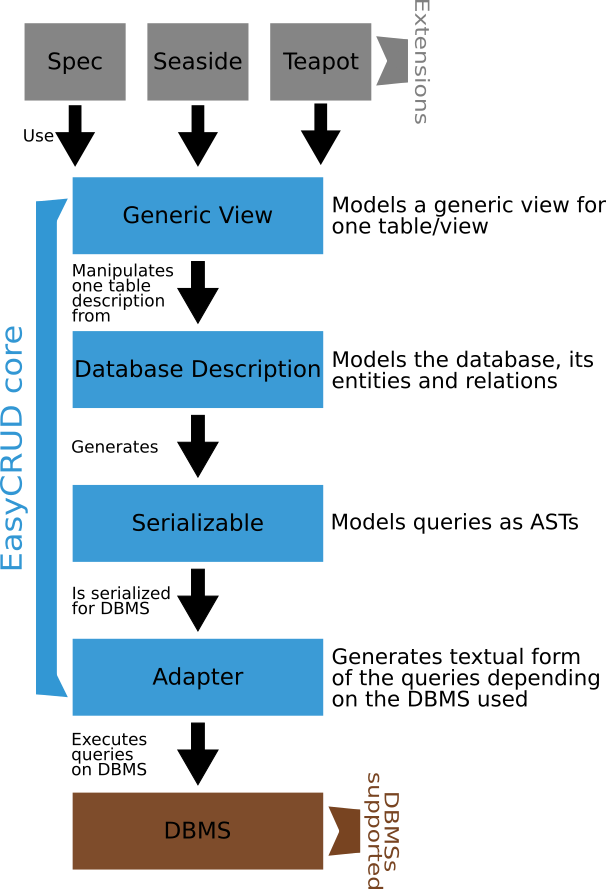 Spec
Seaside
Teapot
Extensions
Use
Generic View
Models a generic view for
one table/view
Manipulates
one table
description
from
EasyCRUD core
Database Description
Models the database, its
entities and relations
Generates
Serializable
Models queries as ASTs
Is serialized
for DBMS
Adapter
Generates textual form
of the queries depending
on the DBMS used
Executes
queries
on DBMS
DBMS
DBMSs
supported